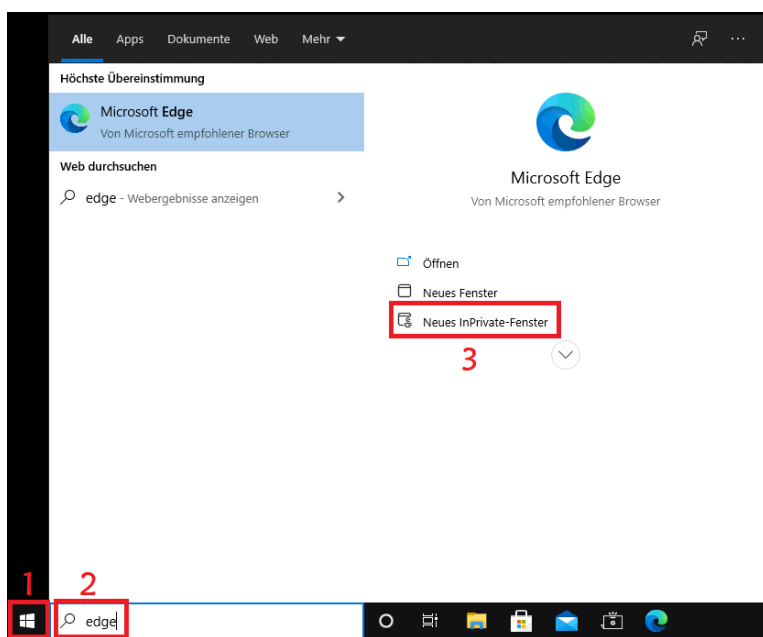 Alle Apps Dokumente Web Mehr
Höchste Übereinstimmung
Microsoft Edge
Von Microsoft empfohlener Browser
Web durchsuchen
edge - Webergebnisse anzeigen
Microsoft Edge
Von Microsoft empfohlener Browser
Öffnen
Neues Fenster
Neues InPrivate-Fenster
3
1 2
edge